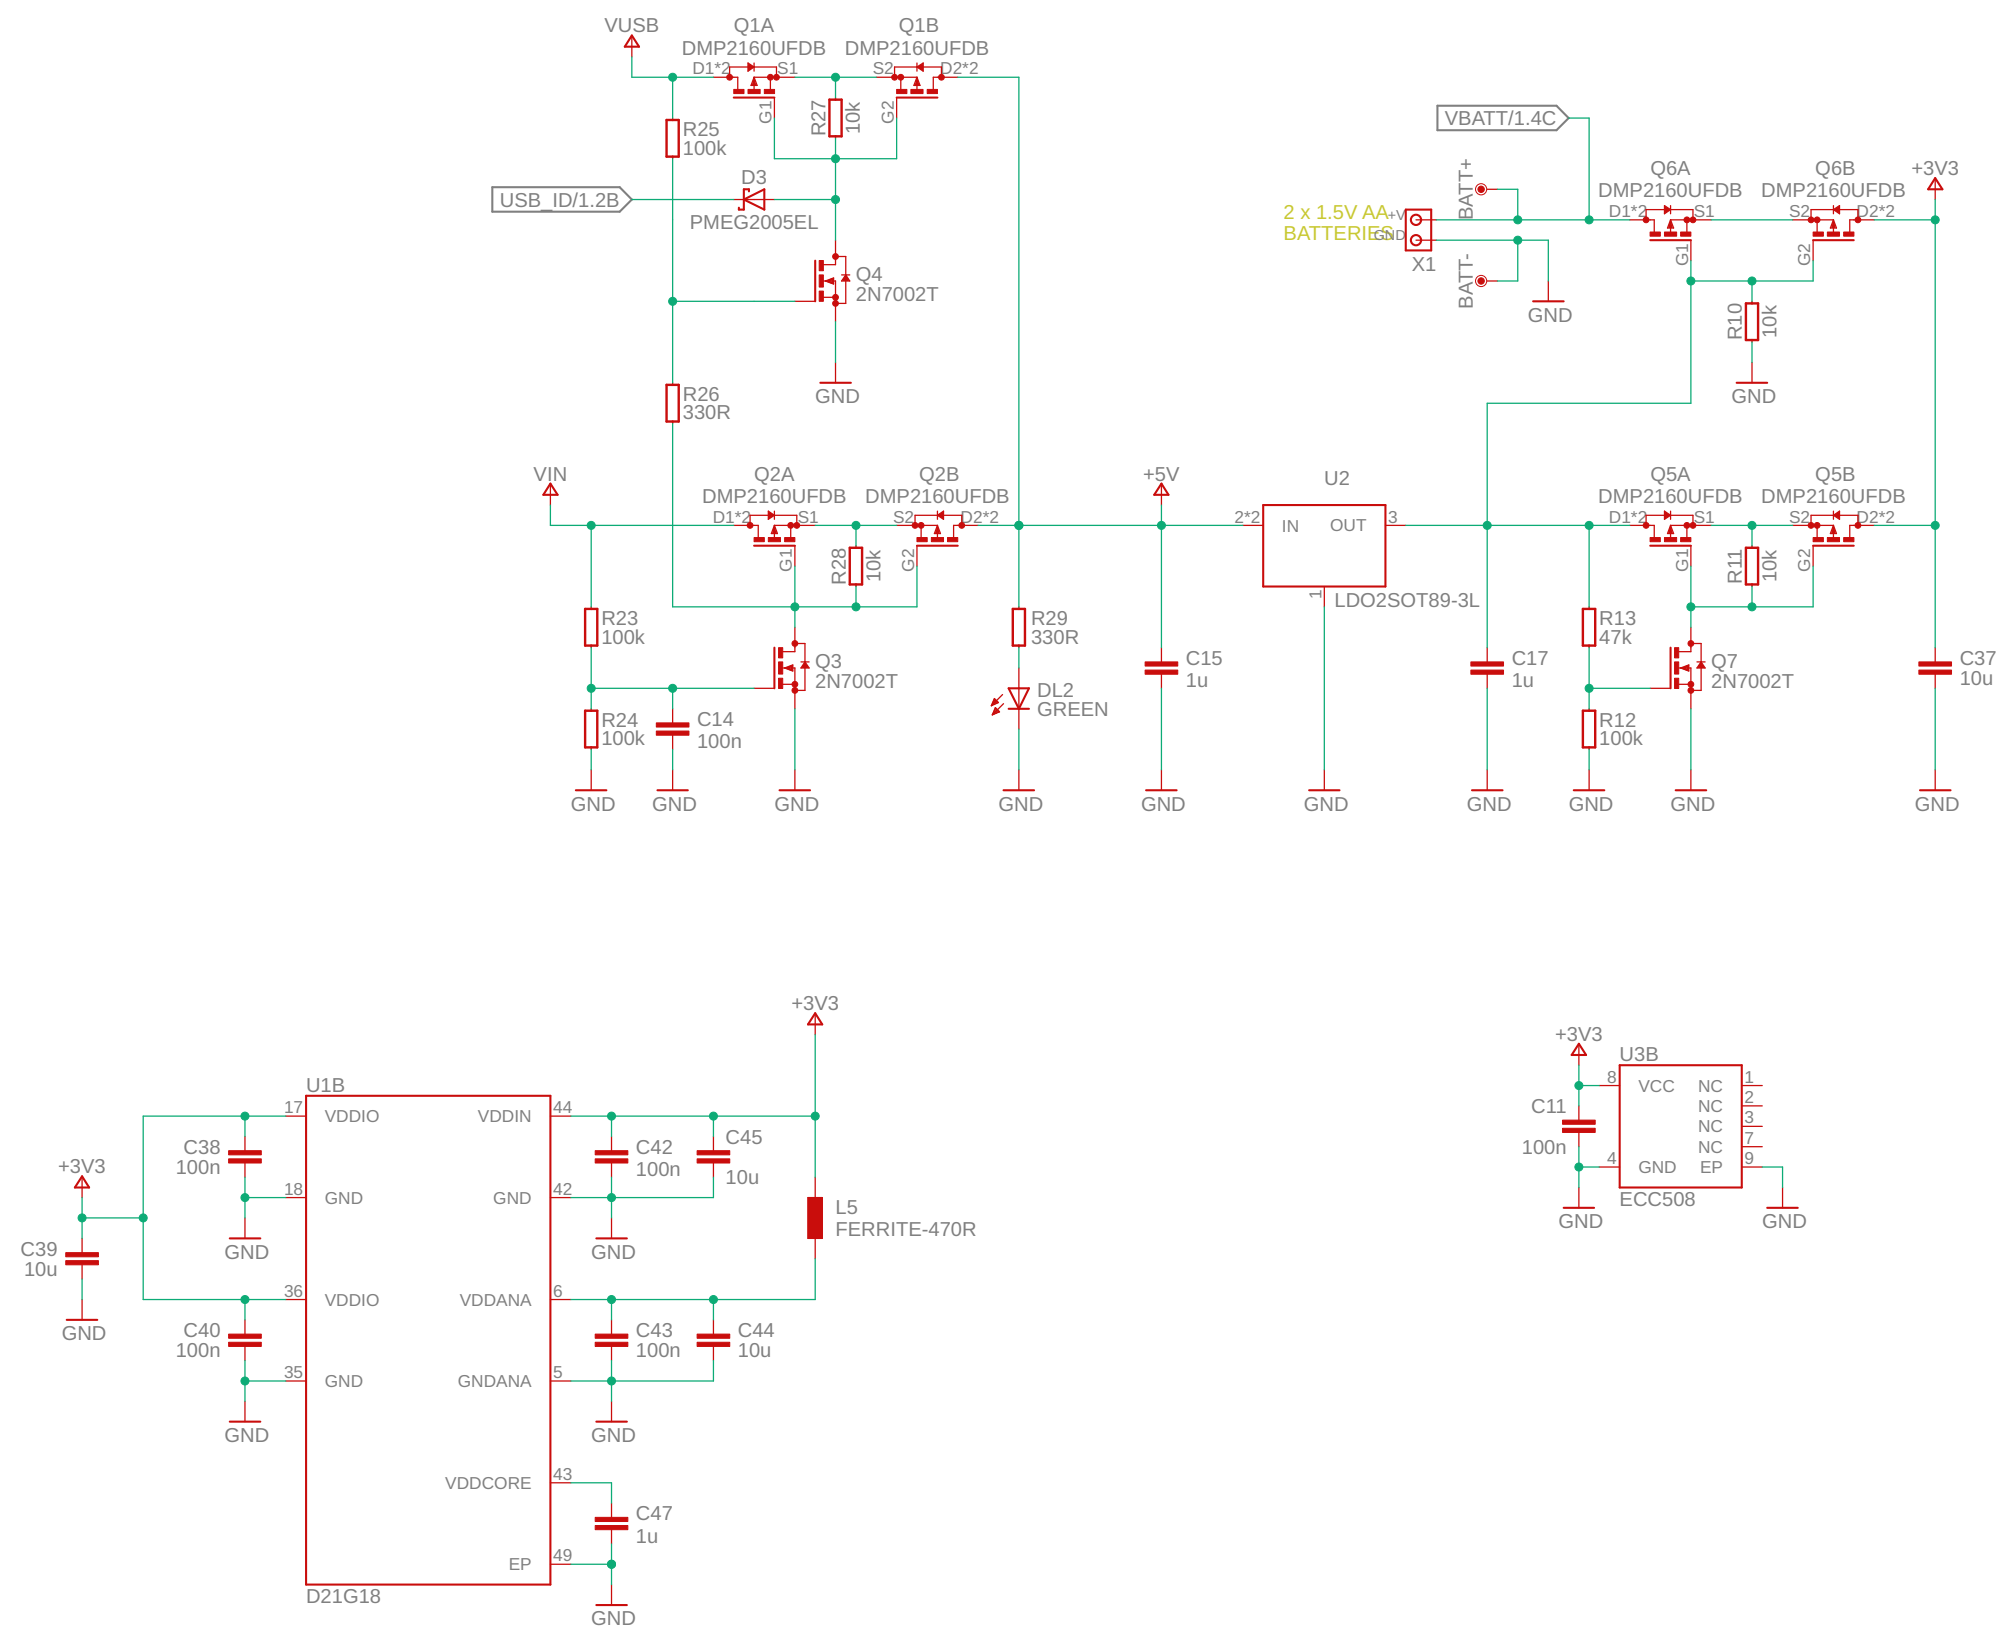 VUSB
Q1A
DMP2160UFDB
D1*2
S1
G1
Q1B
DMP2160UFDB
S2
D2*2
G2
R27
10k
R25
100k
USB_ID/1.2B
D3
PMEG2005EL
Q4
2N7002T
GND
R26
330R
VBATT/1.4C
2 x 1.5V AA
BATTERIES
+V
GND
X1
BATT+
BATT-
GND
Q6A
DMP2160UFDB
D1*2
S1
G1
Q6B
DMP2160UFDB
S2
D2*2
G2
+3V3
R10
10k
GND
VIN
Q2A
DMP2160UFDB
D1*2
S1
G1
Q2B
DMP2160UFDB
S2
D2*2
G2
R28
10k
R23
100k
R24
100k
GND
C14
100n
GND
Q3
2N7002T
GND
R29
330R
DL2
GREEN
GND
+5V
C15
1u
GND
U2
2*2
IN
OUT
3
1
LDO2SOT89-3L
GND
C17
1u
GND
Q5A
DMP2160UFDB
D1*2
S1
G1
Q5B
DMP2160UFDB
S2
D2*2
G2
R11
10k
R13
47k
R12
100k
GND
Q7
2N7002T
GND
C37
10u
GND
+3V3
C39
10u
GND
C38
100n
GND
C40
100n
GND
U1B
17
VDDIO
18
GND
36
VDDIO
35
GND
VDDIN
44
GND
42
VDDANA
6
GNDANA
5
VDDCORE
43
EP
49
D21G18
+3V3
C42
100n
C45
10u
GND
L5
FERRITE-470R
C43
100n
C44
10u
GND
C47
1u
GND
+3V3
C11
100n
GND
U3B
8
VCC
4
GND
NC
1
NC
2
NC
3
NC
7
EP
9
ECC508
GND